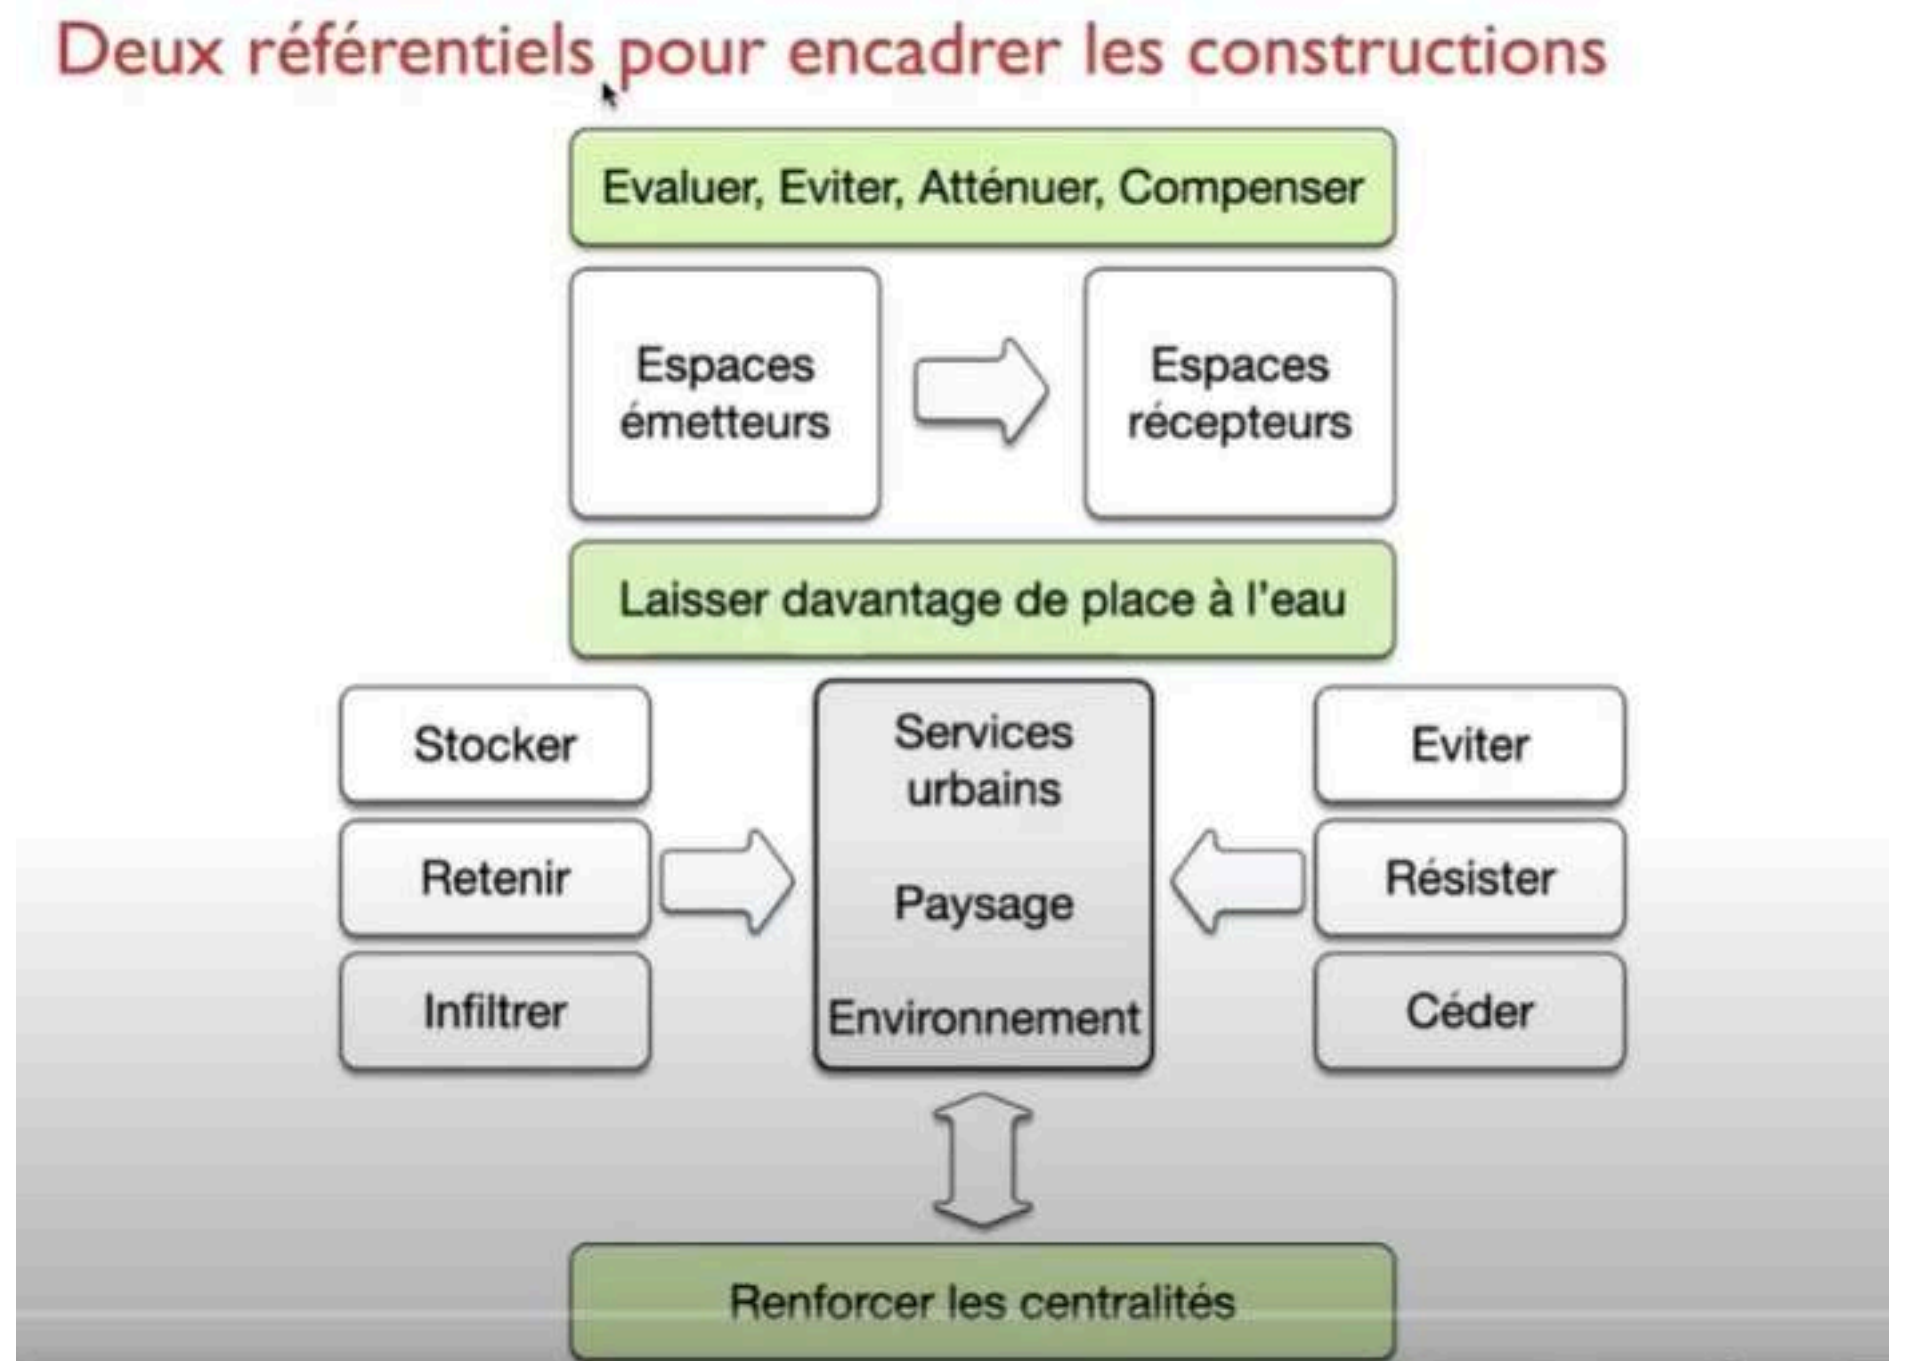 Deux référentiels pour encadrer les constructions
Evaluer, Eviter, Atténuer, Compenser
Espaces
émetteurs
Espaces
récepteurs
Laisser davantage de place à l'eau
Stocker
Retenir
Infiltrer
Services
urbains
Paysage
Environnement
Eviter
Résister
Céder
Renforcer les centralités